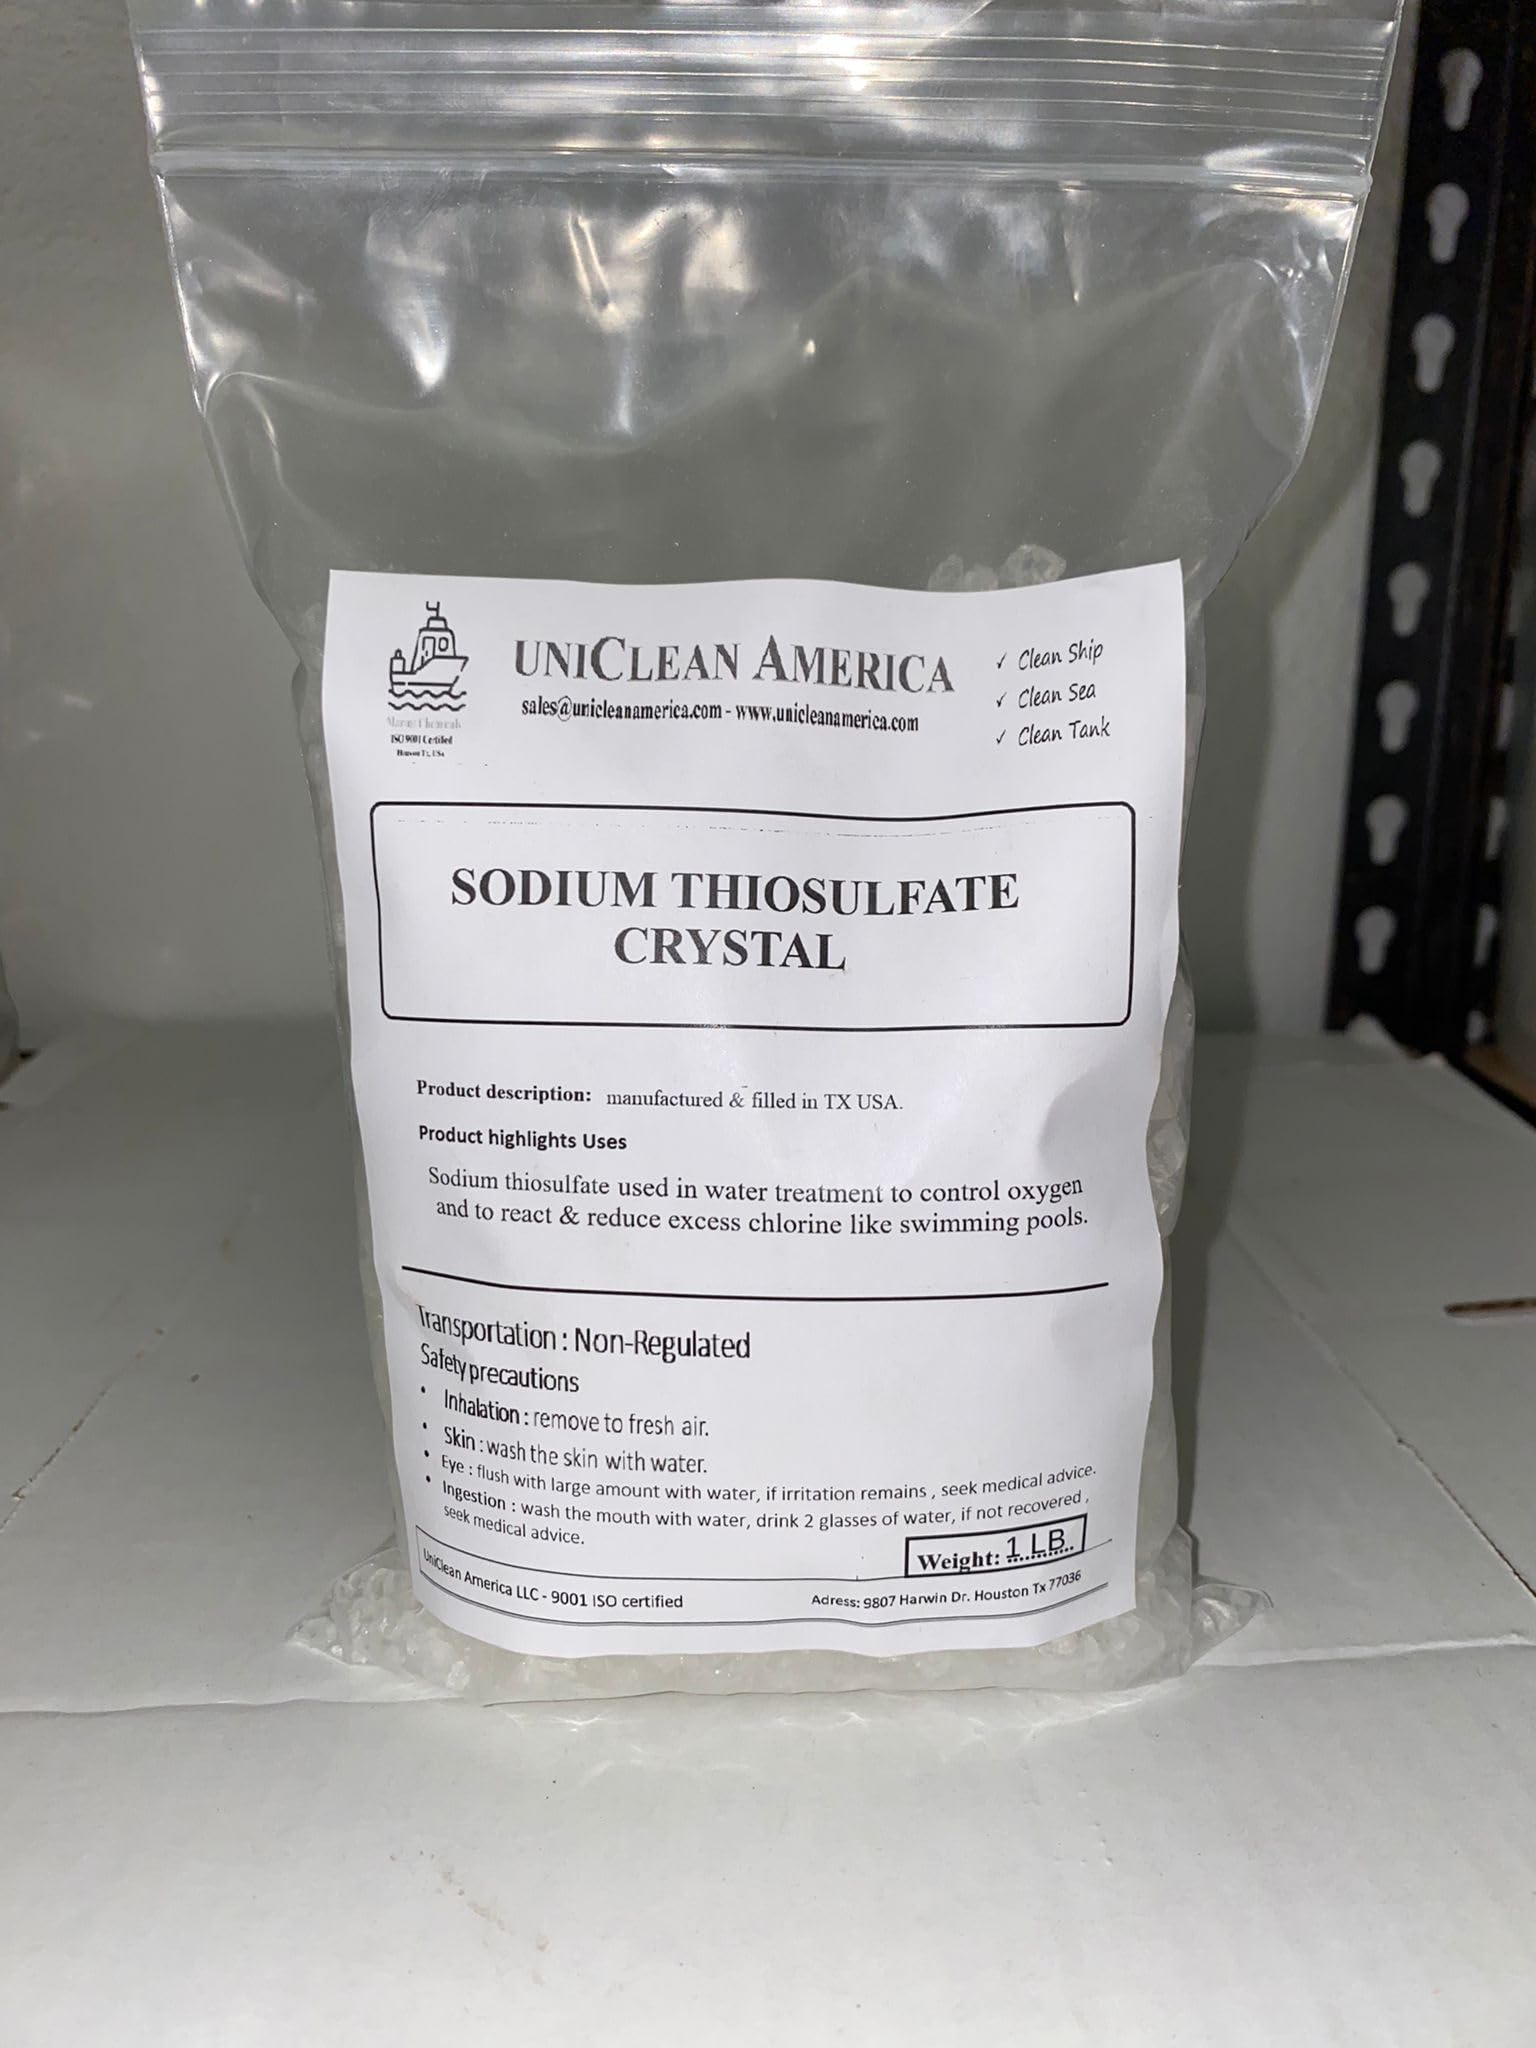 UNICLEAN AMERICA
sales@unicleanamerica.com - www.unicleanamerica.com
✓ Clean Ship
✓ Clean Sea
✓ Clean Tank
Marine Chemicals
ISO 9001 Certified
Houston Tx, USA
SODIUM THIOSULFATE
CRYSTAL
Product description: manufactured & filled in TX USA.
Product highlights Uses
Sodium thiosulfate used in water treatment to control oxygen
and to react & reduce excess chlorine like swimming pools.
Transportation : Non-Regulated
Safety precautions
• Inhalation : remove to fresh air.
• Skin : wash the skin with water.
• Eye : flush with large amount with water, if irritation remains , seek medical advice.
• Ingestion : wash the mouth with water, drink 2 glasses of water, if not recovered ,
seek medical advice.
Weight: 1 LB.
UniClean America LLC - 9001 ISO certified
Adress: 9807 Harwin Dr. Houston Tx 77036